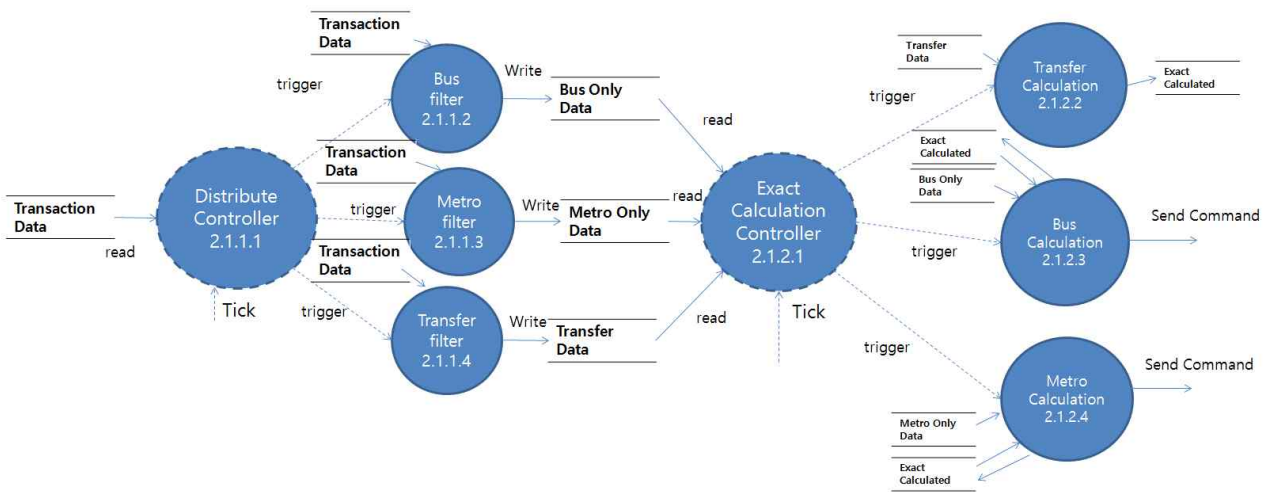 Transaction
Data
trigger
Bus
filter
2.1.1.2
Write
Bus Only
Data
read
Transaction
Data
read
Distribute
Controller
2.1.1.1
Tick
Transaction
Data
trigger
Metro
filter
2.1.1.3
Write
Metro Only
Data
read
Transaction
Data
trigger
Transfer
filter
2.1.1.4
Write
Transfer
Data
read
Exact
Calculation
Controller
2.1.2.1
Tick
Transfer
Data
trigger
Transfer
Calculation
2.1.2.2
Exact
Calculated
Exact
Calculated
Bus Only
Data
trigger
Bus
Calculation
2.1.2.3
Send Command
trigger
Metro
Calculation
2.1.2.4
Send Command
Metro Only
Data
Exact
Calculated